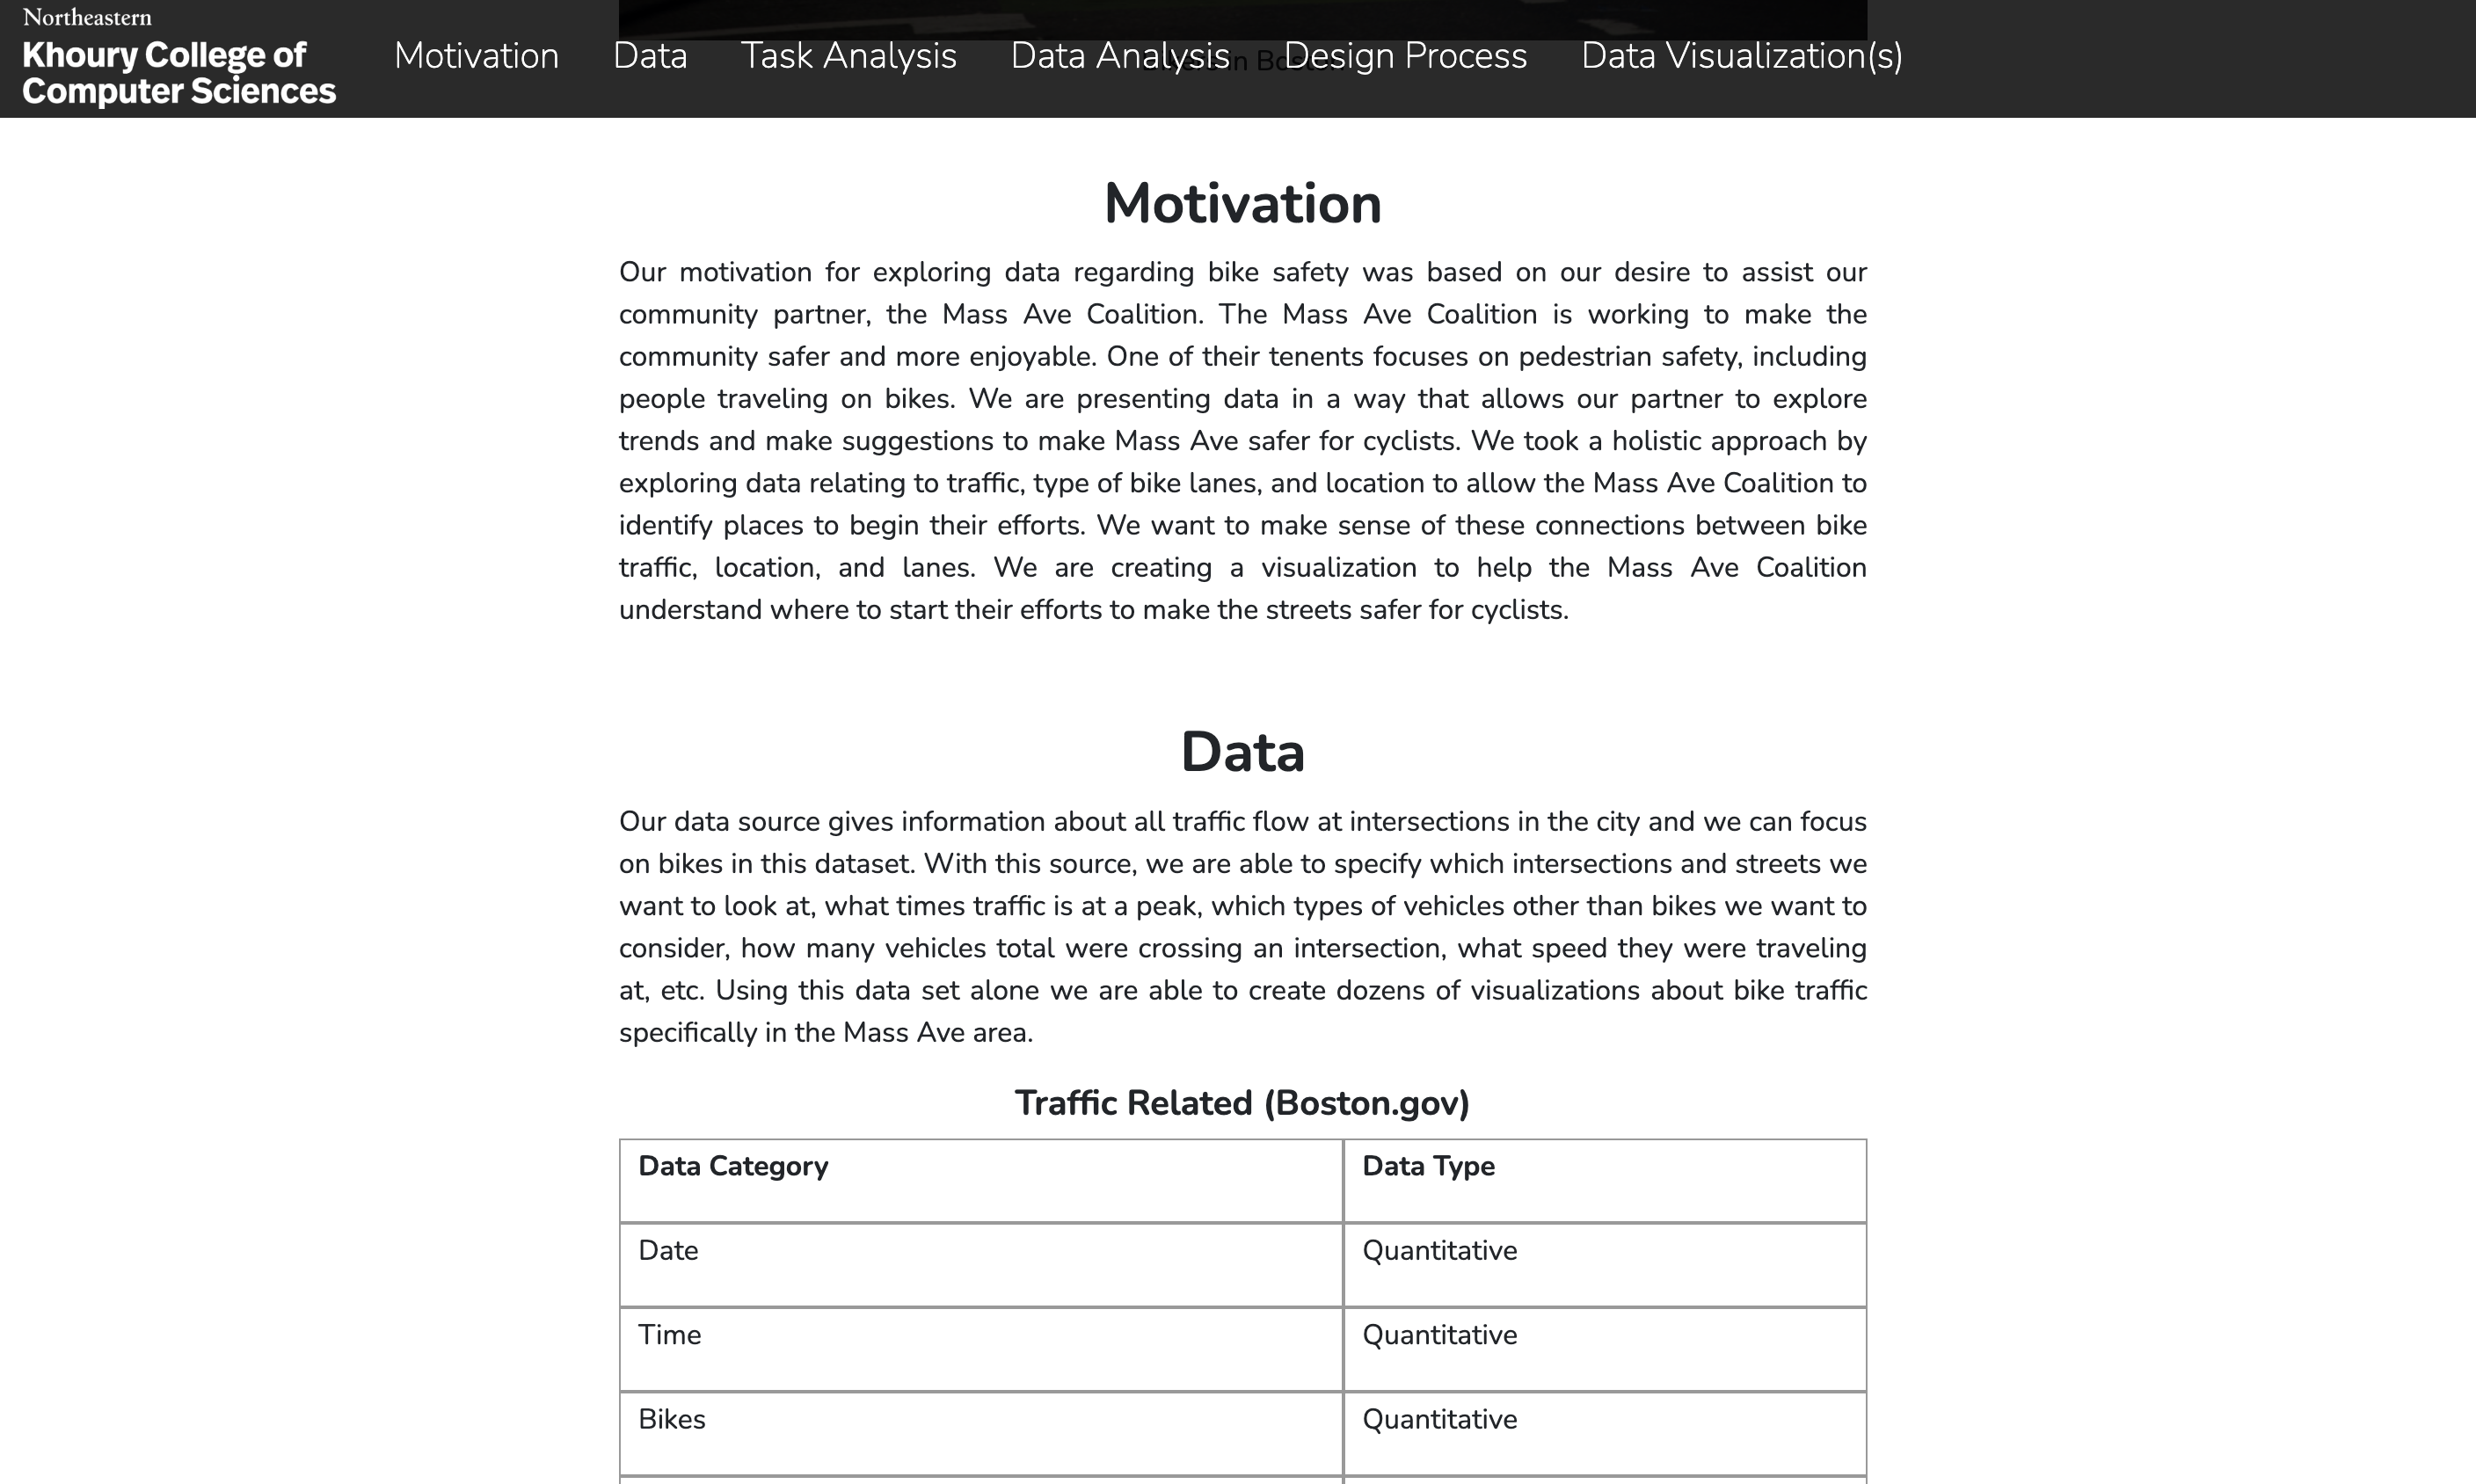 Northeastern
Khoury College of
Computer Sciences
Motivation Data Task Analysis Data Analysis Design Process Data Visualization(s)
Motivation
Our motivation for exploring data regarding bike safety was based on our desire to assist our
community partner, the Mass Ave Coalition. The Mass Ave Coalition is working to make the
community safer and more enjoyable. One of their tenents focuses on pedestrian safety, including
people traveling on bikes. We are presenting data in a way that allows our partner to explore
trends and make suggestions to make Mass Ave safer for cyclists. We took a holistic approach by
exploring data relating to traffic, type of bike lanes, and location to allow the Mass Ave Coalition to
identify places to begin their efforts. We want to make sense of these connections between bike
traffic, location, and lanes. We are creating a visualization to help the Mass Ave Coalition
understand where to start their efforts to make the streets safer for cyclists.
Data
Our data source gives information about all traffic flow at intersections in the city and we can focus
on bikes in this dataset. With this source, we are able to specify which intersections and streets we
want to look at, what times traffic is at a peak, which types of vehicles other than bikes we want to
consider, how many vehicles total were crossing an intersection, what speed they were traveling
at, etc. Using this data set alone we are able to create dozens of visualizations about bike traffic
specifically in the Mass Ave area.
Traffic Related (Boston.gov)
Data Category Data Type
Date Quantitative
Time Quantitative
Bikes Quantitative